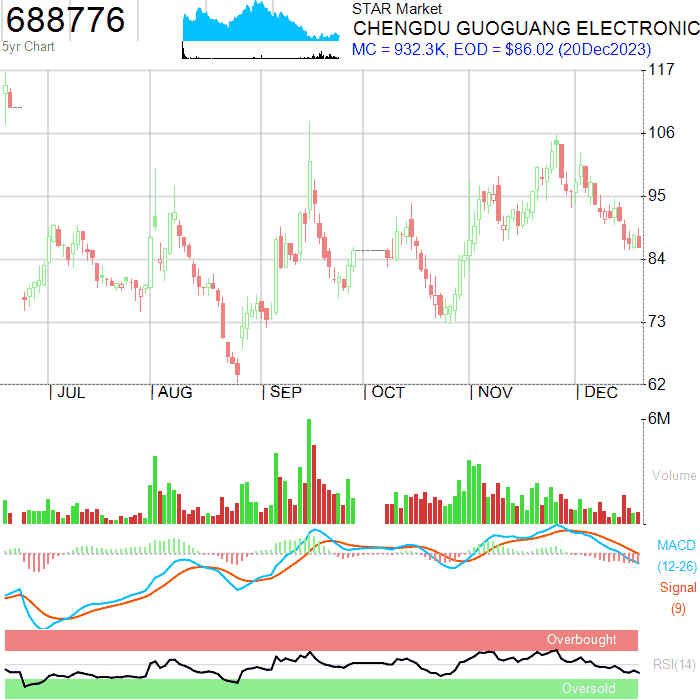 688776
5yr Chart
STAR Market
CHENGDU GUOGUANG ELECTRONIC
MC = 932.3K, EOD = $86.02 (20Dec2023)
117
106
95
84
73
62
JUL AUG SEP OCT NOV DEC
6M
Volume
MACD
(12-26)
Signal
(9)
Overbought
RSI(14)
Oversold